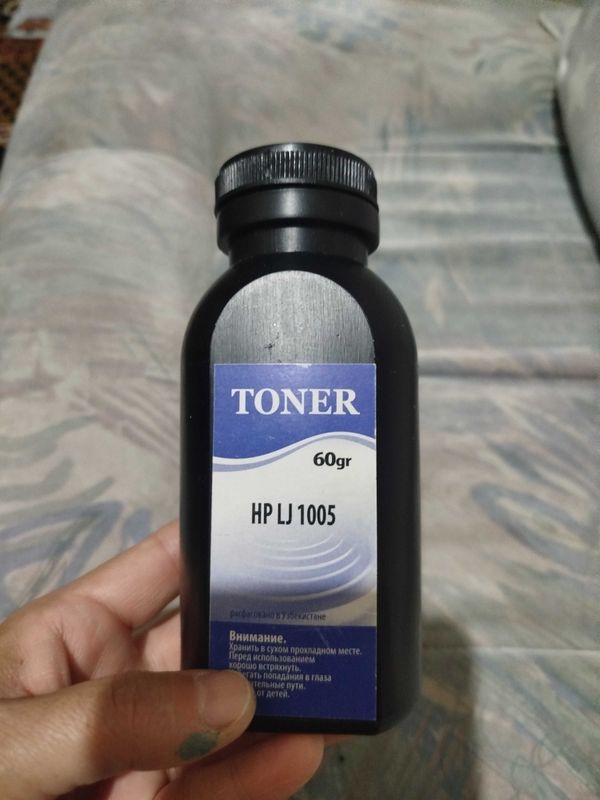 TONER
60gr
HP LJ 1005
расфасовано в Узбекистане
Внимание.
Хранить в сухом прохладном месте.
Перед использованием
хорошо встряхнуть.
попадания в глаза
пути.
от детей.